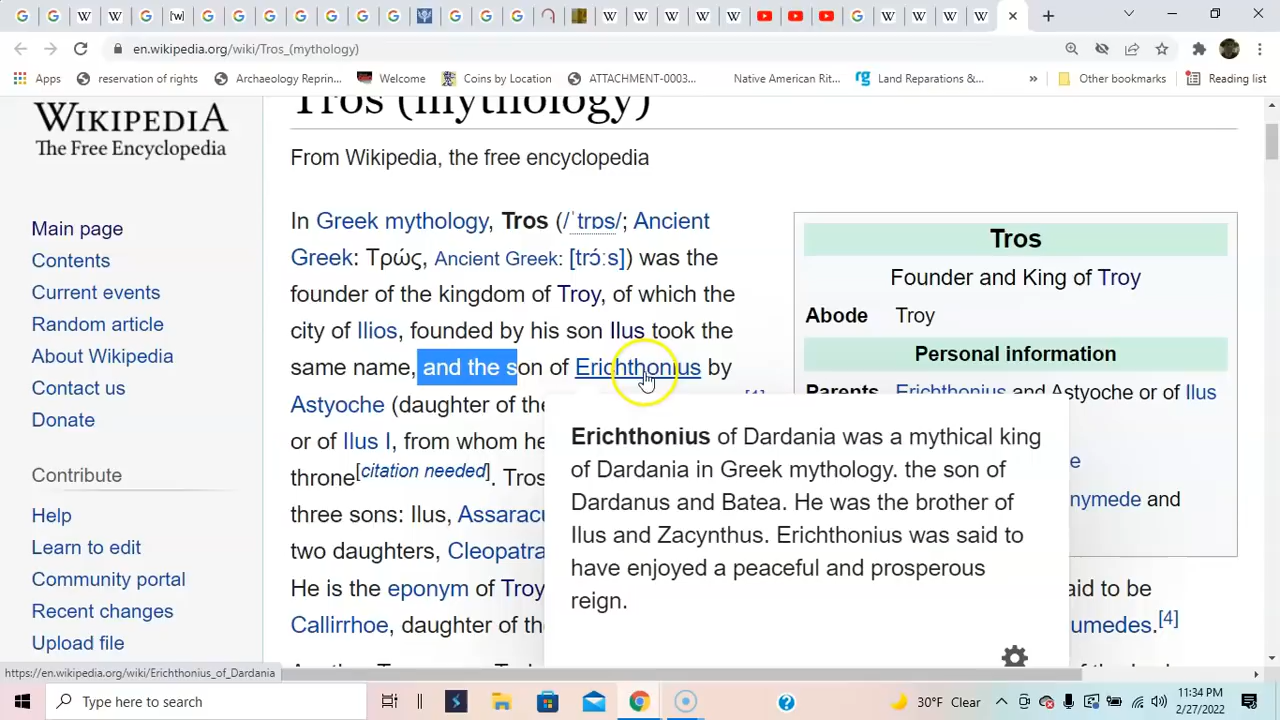 en.wikipedia.org/wiki/Tros_(mythology)
Apps
reservation of rights
Archaeology Reprin...
Welcome
Coins by Location
ATTACHMENT-0003...
Native American Rit...
Land Reparations &...
»
Other bookmarks
Reading list
WIKIPEDIA
The Free Encyclopedia
Main page
Contents
Current events
Random article
About Wikipedia
Contact us
Donate
Contribute
Help
Learn to edit
Community portal
Recent changes
Upload file
Tros (mythology)
From Wikipedia, the free encyclopedia
In Greek mythology, Tros (/ˈtrɒs/; Ancient
Greek: Τρώς, Ancient Greek: [trɔ́ːs]) was the
founder of the kingdom of Troy, of which the
city of Ilios, founded by his son Ilus took the
same name, and the son of Erichthonius by
Astyoche (daughter of the
or of Ilus I, from whom he
throne[citation needed]. Tros
three sons: Ilus, Assaracu
two daughters, Cleopatra
He is the eponym of Troy
Callirrhoe, daughter of the
Tros
Founder and King of Troy
Abode Troy
Personal information
Parents Erichthonius and Astyoche or of Ilus
Erichthonius of Dardania was a mythical king
of Dardania in Greek mythology. the son of
Dardanus and Batea. He was the brother of
Ilus and Zacynthus. Erichthonius was said to
have enjoyed a peaceful and prosperous
reign.
nymede and
aid to be
umedes.[4]
https://en.wikipedia.org/wiki/Erichthonius_of_Dardania
Type here to search
30°F Clear
11:34 PM
2/27/2022